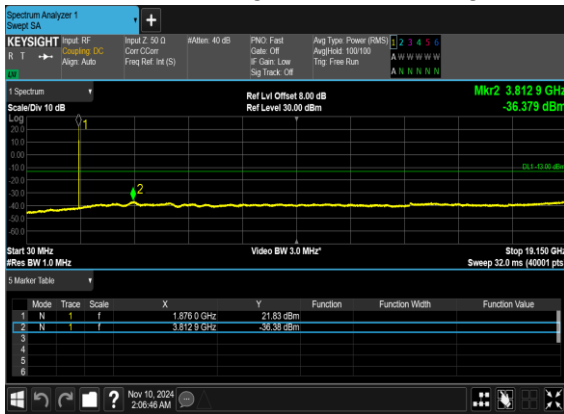 Spectrum Analyzer 1
Swept SA
+
KEYSIGHT Input: RF Input Z: 50 Ω #Atten: 40 dB PNO: Fast Avg Type: Power (RMS) 1 2 3 4 5 6
R T Coupling: DC Corr CCorr Gate: Off Avg|Hold: 100/100 A W W W W W
Align: Auto Freq Ref: Int (S) IF Gain: Low Trig: Free Run
LW Sig Track: Off A N N N N N
1 Spectrum Ref Lvl Offset 8.00 dB Mkr2 3.812 9 GHz
Scale/Div 10 dB Ref Level 30.00 dBm -36.379 dBm
Log
1
20.0
10.0
0.00
-10.0
DL1 -13.00 dBm
-20.0
-30.0
2
-40.0
-50.0
-60.0
Start 30 MHz Video BW 3.0 MHz* Stop 19.150 GHz
#Res BW 1.0 MHz Sweep 32.0 ms (40001 pts)
5 Marker Table
Mode Trace Scale X Y Function Function Width Function Value
1 N 1 f 1.876 0 GHz 21.83 dBm
2 N 1 f 3.812 9 GHz -36.38 dBm
3
4
5
6
? Nov 10, 2024
2:06:46 AM